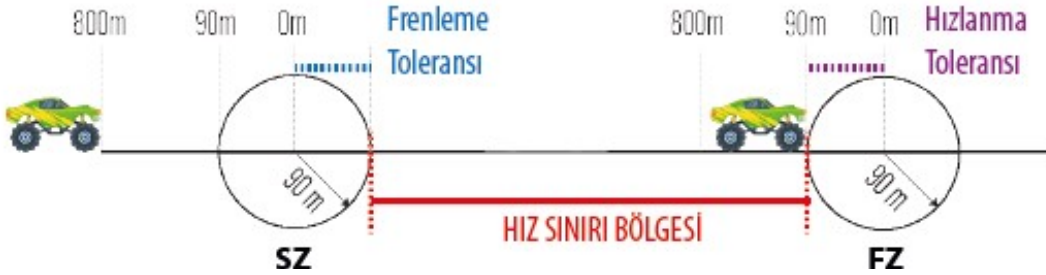 800m 90m 0m Frenleme Toleransı
800m 90m 0m Hızlanma Toleransı
90 m
90 m
HIZ SINIRI BÖLGESİ
SZ
FZ